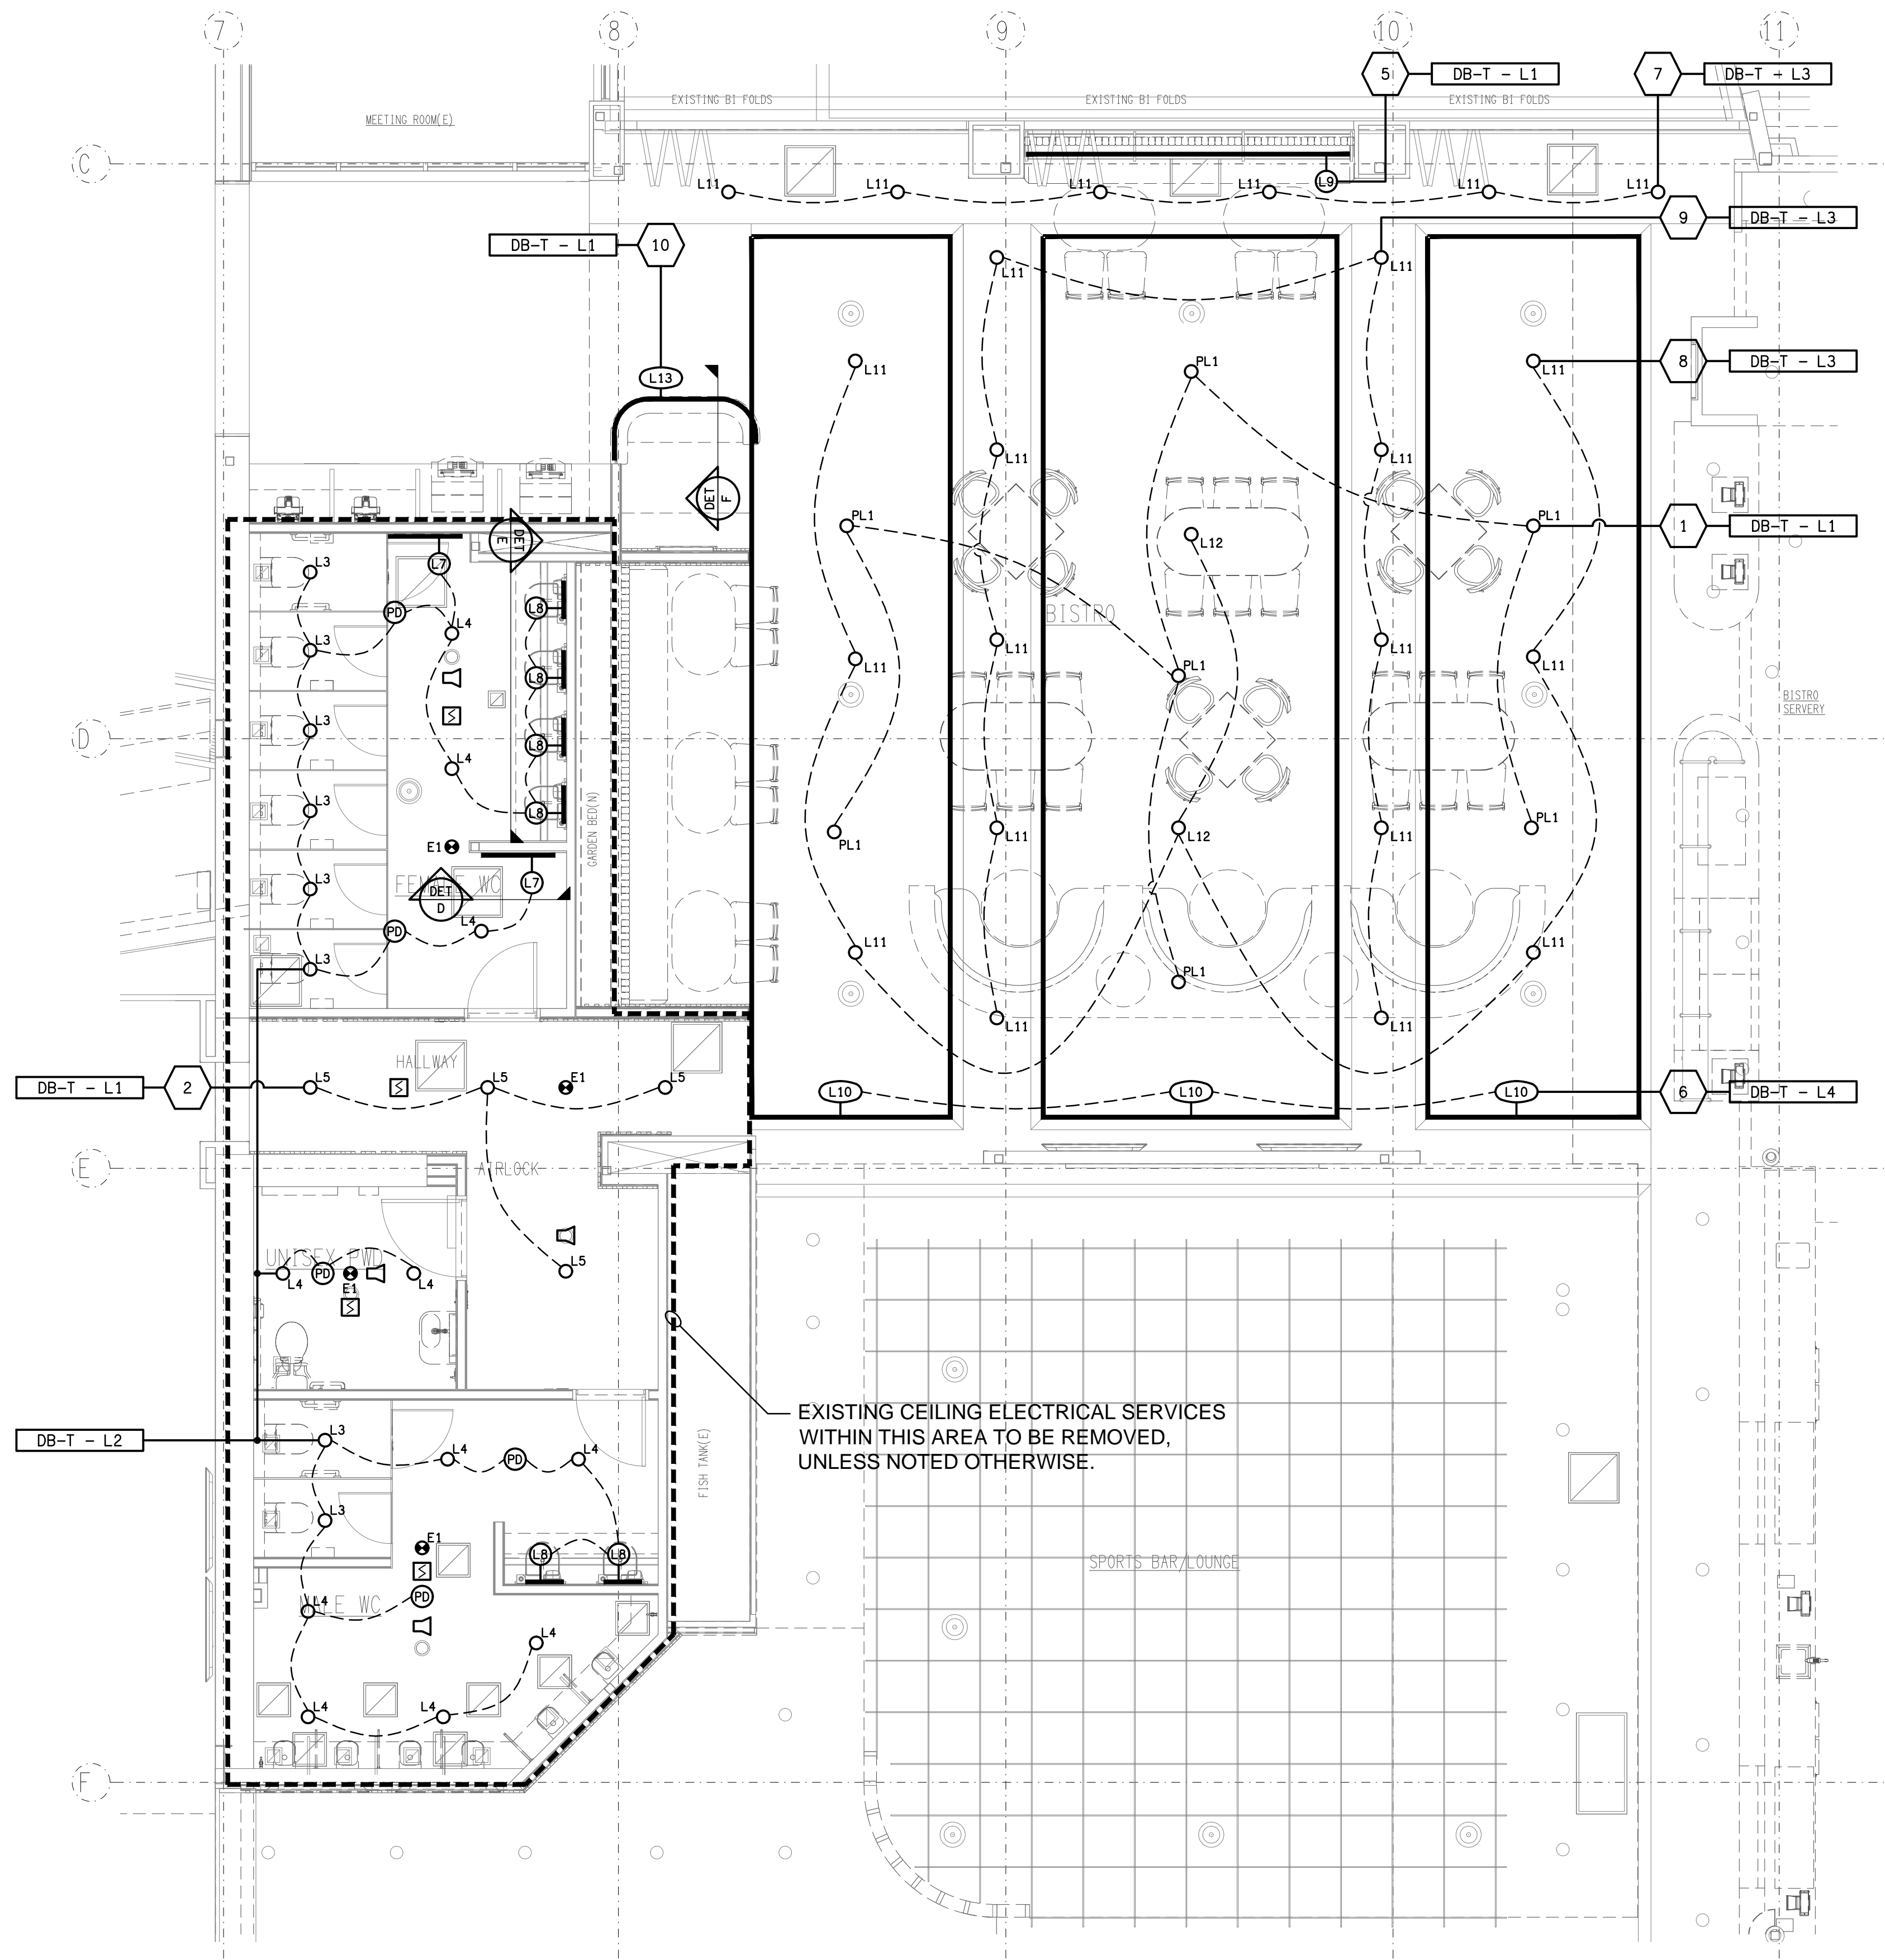 7
8
9
10
11
5
DB-T - L1
7
DB-T - L3
EXISTING BI FOLDS
EXISTING BI FOLDS
EXISTING BI FOLDS
MEETING ROOM(E)
C
L11
L11
L11
L11
L9
L11
L11
9
DB-T - L3
DB-T - L1
10
L11
L11
L13
L11
PL1
L11
8
DB-T - L3
L11
L11
DET
F
PL1
L12
PL1
1
DB-T - L1
DET
E
L3
L7
PD
L8
BISTRO
L4
L3
L11
L11
L11
L11
L8
PL1
BISTRO
SERVERY
L3
L8
D
L4
L3
L8
GARDEN BED(N)
PL1
L11
L12
L11
PL1
E1
L3
FEMALE WC
DET
D
L7
PD
L4
L3
L11
PL1
L11
L11
L11
HALLWAY
DB-T - L1
2
L5
L5
E1
L5
L10
L10
L10
6
DB-T - L4
E
AIRLOCK
UNISEX PWD
L4
PD
E1
L4
L5
EXISTING CEILING ELECTRICAL SERVICES
WITHIN THIS AREA TO BE REMOVED,
UNLESS NOTED OTHERWISE.
DB-T - L2
L3
L4
PD
L4
FISH TANK(E)
L3
E1
L8
L8
SPORTS BAR/LOUNGE
PD
L4
MALE WC
L4
L4
L4
F